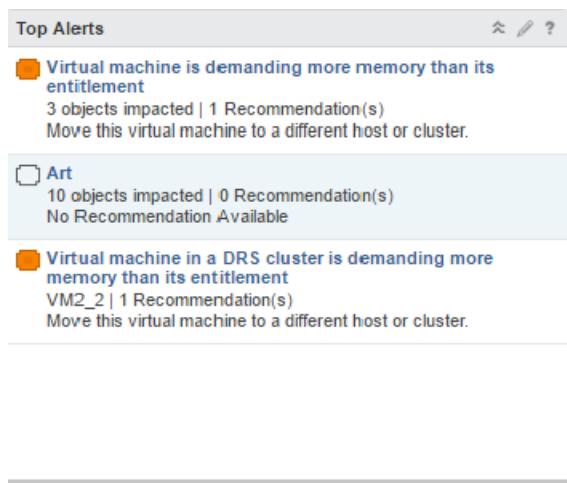 Top Alerts ?
Virtual machine is demanding more memory than its
entitlement
3 objects impacted | 1 Recommendation(s)
Move this virtual machine to a different host or cluster.
Art
10 objects impacted | 0 Recommendation(s)
No Recommendation Available
Virtual machine in a DRS cluster is demanding more
memory than its entitlement
VM2_2 | 1 Recommendation(s)
Move this virtual machine to a different host or cluster.